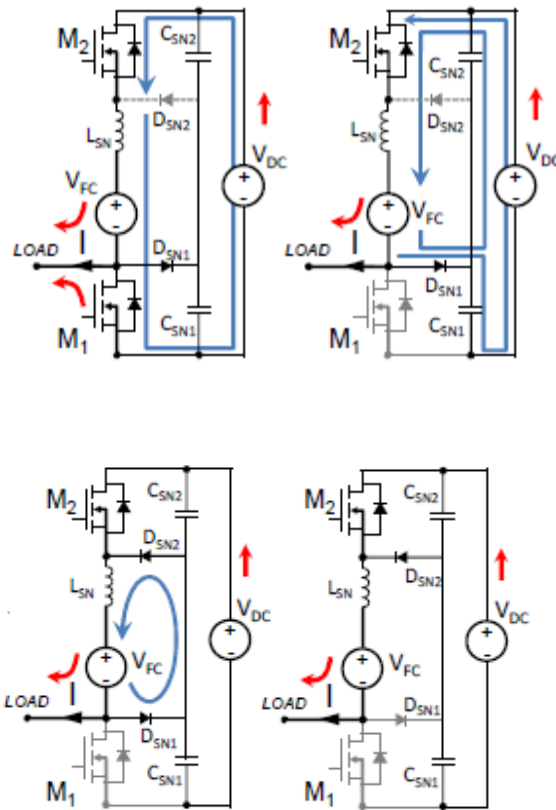 M2
CSN2
DSN2
LSN
VFC
+
-
VDC
+
-
LOAD
I
DSN1
CSN1
M1
M2
CSN2
DSN2
LSN
VFC
+
-
VDC
+
-
LOAD
I
DSN1
CSN1
M1
M2
CSN2
DSN2
LSN
VFC
+
-
VDC
+
-
LOAD
I
DSN1
CSN1
M1
M2
CSN2
DSN2
LSN
VFC
+
-
VDC
+
-
LOAD
I
DSN1
CSN1
M1